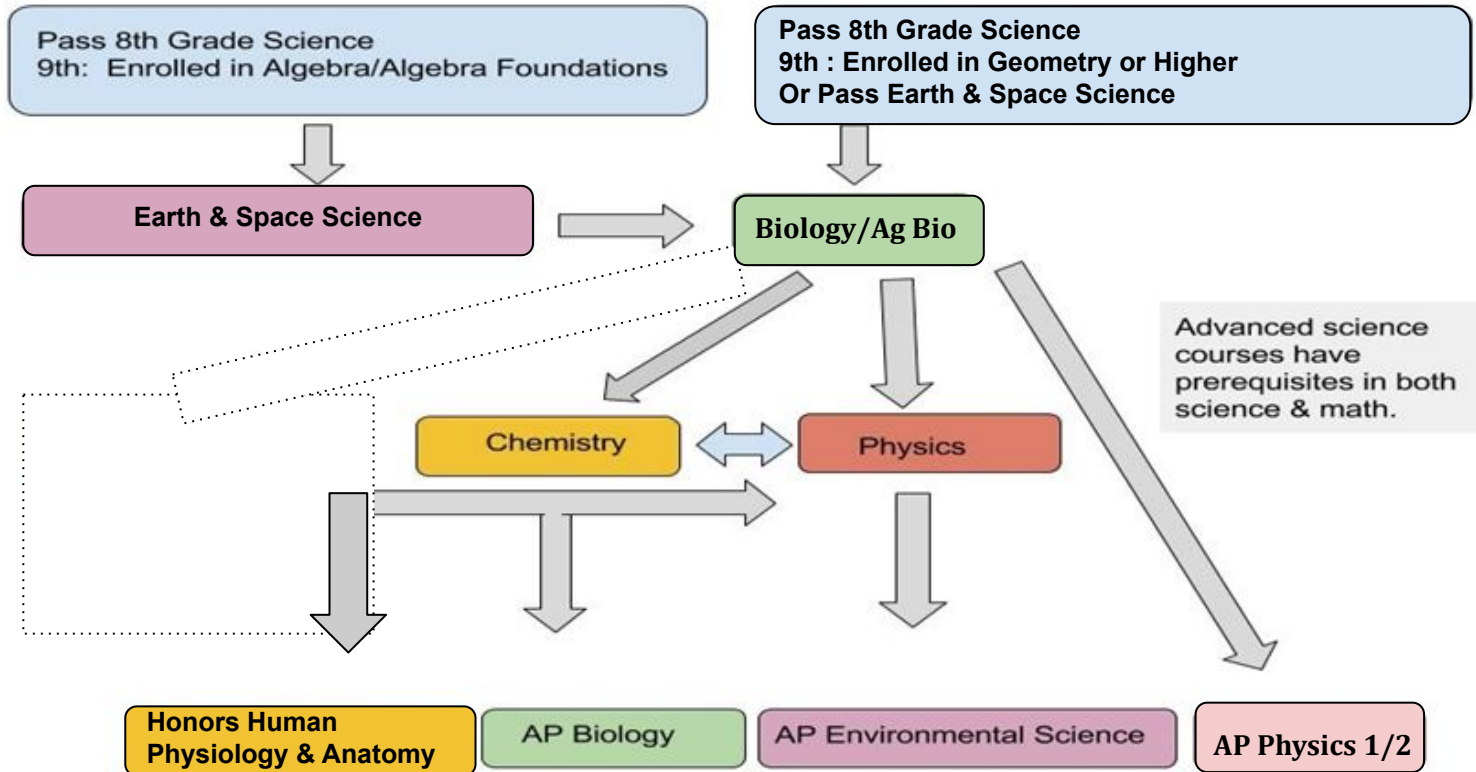 Pass 8th Grade Science
9th: Enrolled in Algebra/Algebra Foundations
Pass 8th Grade Science
9th : Enrolled in Geometry or Higher
Or Pass Earth & Space Science
Earth & Space Science
Biology/Ag Bio
Advanced science
courses have
prerequisites in both
science & math.
Chemistry
Physics
Honors Human
Physiology & Anatomy
AP Biology
AP Environmental Science
AP Physics 1/2